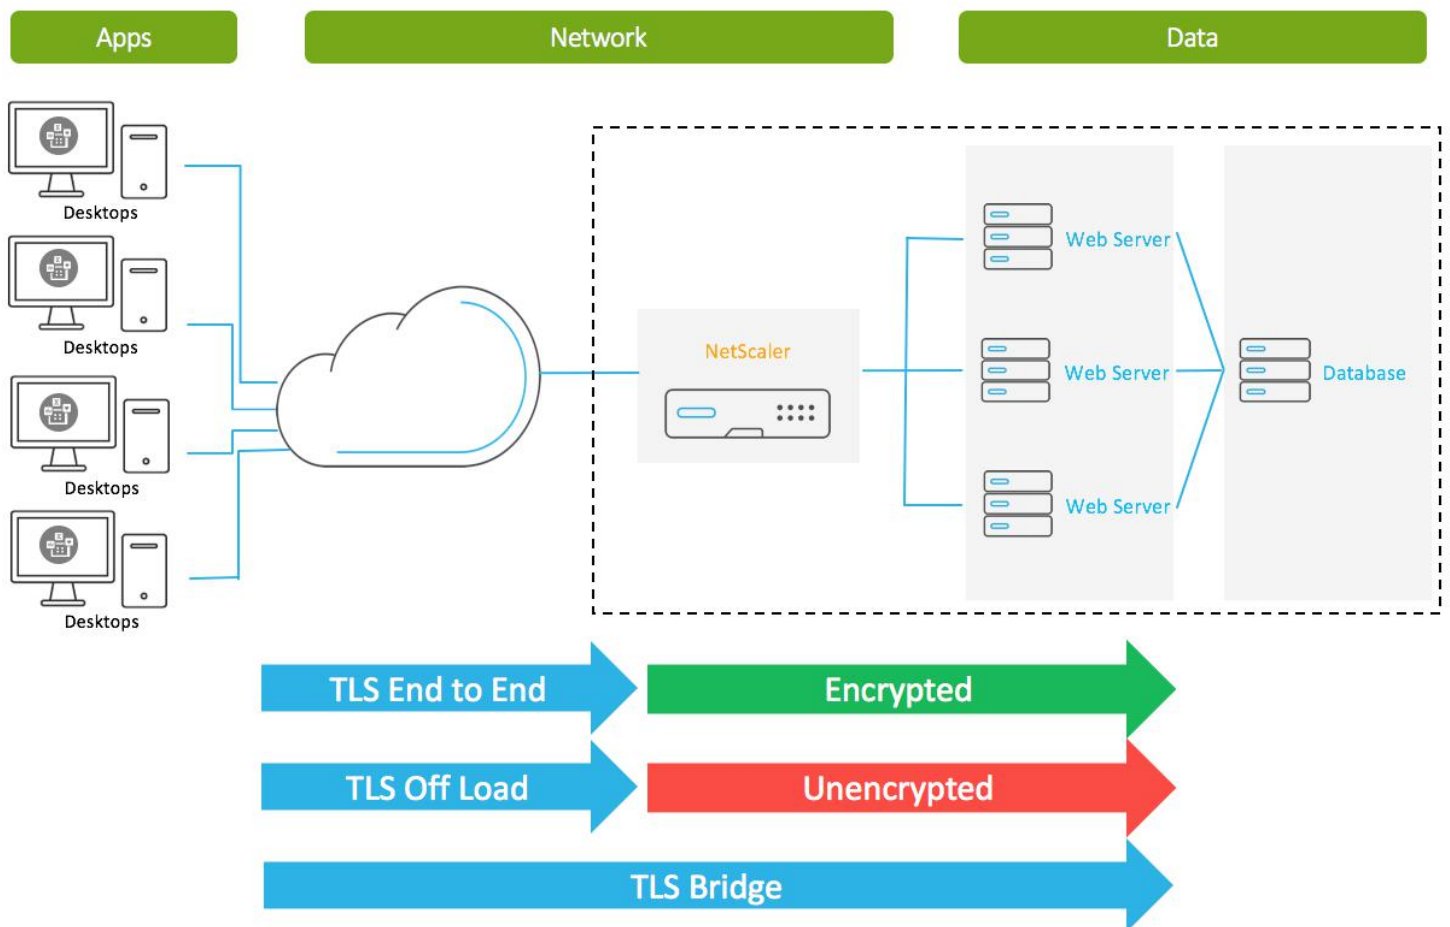 Apps
Network
Data
Desktops
Desktops
Desktops
Desktops
NetScaler
Web Server
Web Server
Web Server
Database
TLS End to End
Encrypted
TLS Off Load
Unencrypted
TLS Bridge